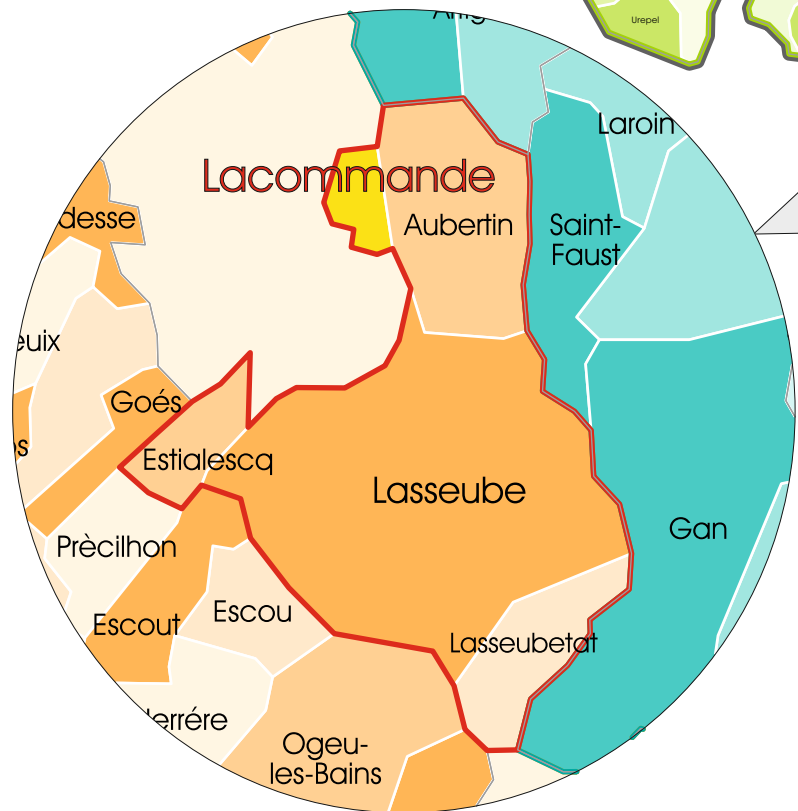 Urepel
Laroin
Lacommande
desse
Aubertin
Saint-
Faust
euix
Goés
Estialescq
Lasseube
Gan
Prècilhon
Escou
Escout
Lasseubetat
errére
Ogeu-
les-Bains